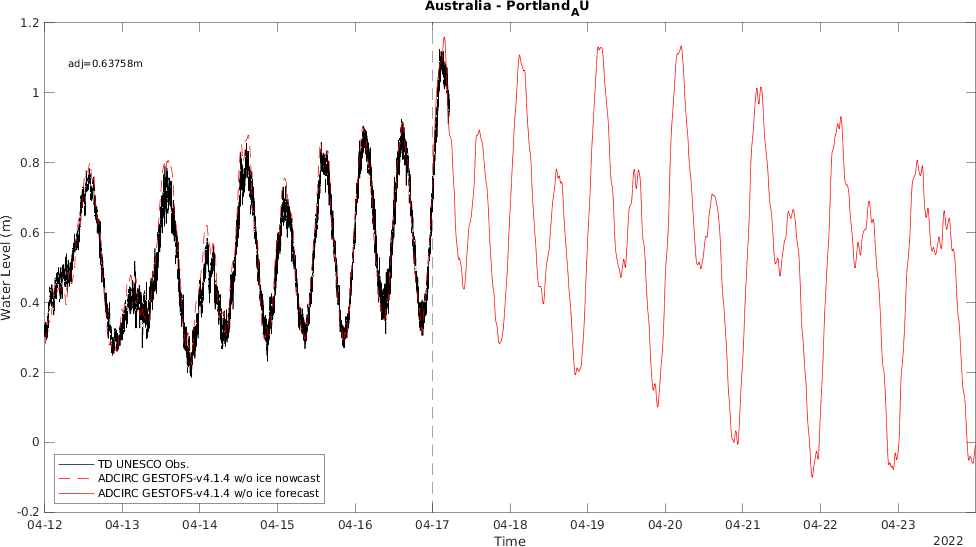 Australia - Portland_AU
1.2
adj=0.63758m
1
0.8
0.6
0.4
0.2
0
-0.2
Water Level (m)
TD UNESCO Obs.
ADCIRC GESTOFS-v4.1.4 w/o ice nowcast
ADCIRC GESTOFS-v4.1.4 w/o ice forecast
04-12 04-13 04-14 04-15 04-16 04-17 04-18 04-19 04-20 04-21 04-22 04-23
Time
2022